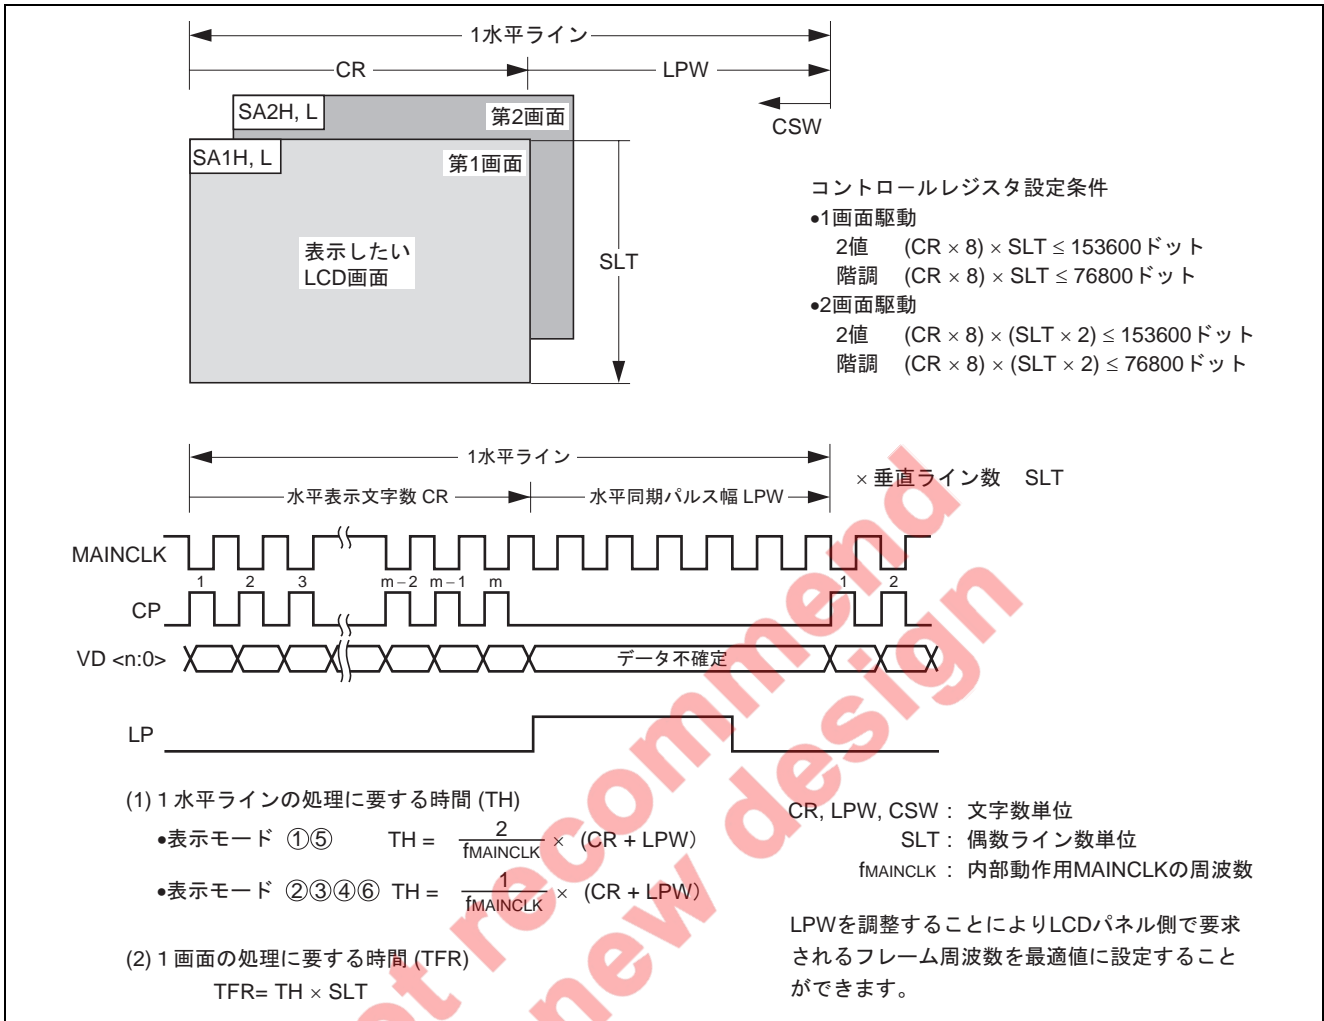 1水平ライン
CR
LPW
CSW
SA2H, L
第2画面
SA1H, L
第1画面
表示したい
LCD画面
SLT
コントロールレジスタ設定条件
•1画面駆動
2値 (CR × 8) × SLT ≤ 153600ドット
階調 (CR × 8) × SLT ≤ 76800ドット
•2画面駆動
2値 (CR × 8) × (SLT × 2) ≤ 153600ドット
階調 (CR × 8) × (SLT × 2) ≤ 76800ドット
1水平ライン
× 垂直ライン数 SLT
水平表示文字数 CR
水平同期パルス幅 LPW
MAINCLK
1 2 3 m－2 m－1 m 1 2
CP
VD <n:0>
データ不確定
LP
(1) 1 水平ラインの処理に要する時間 (TH)
•表示モード ①⑤ TH = 2/fMAINCLK × (CR + LPW)
•表示モード ②③④⑥ TH = 1/fMAINCLK × (CR + LPW)
(2) 1 画面の処理に要する時間 (TFR)
TFR= TH × SLT
CR, LPW, CSW : 文字数単位
SLT : 偶数ライン数単位
fMAINCLK : 内部動作用MAINCLKの周波数
LPWを調整することによりLCDパネル側で要求
されるフレーム周波数を最適値に設定すること
ができます。
ot recommend
new design